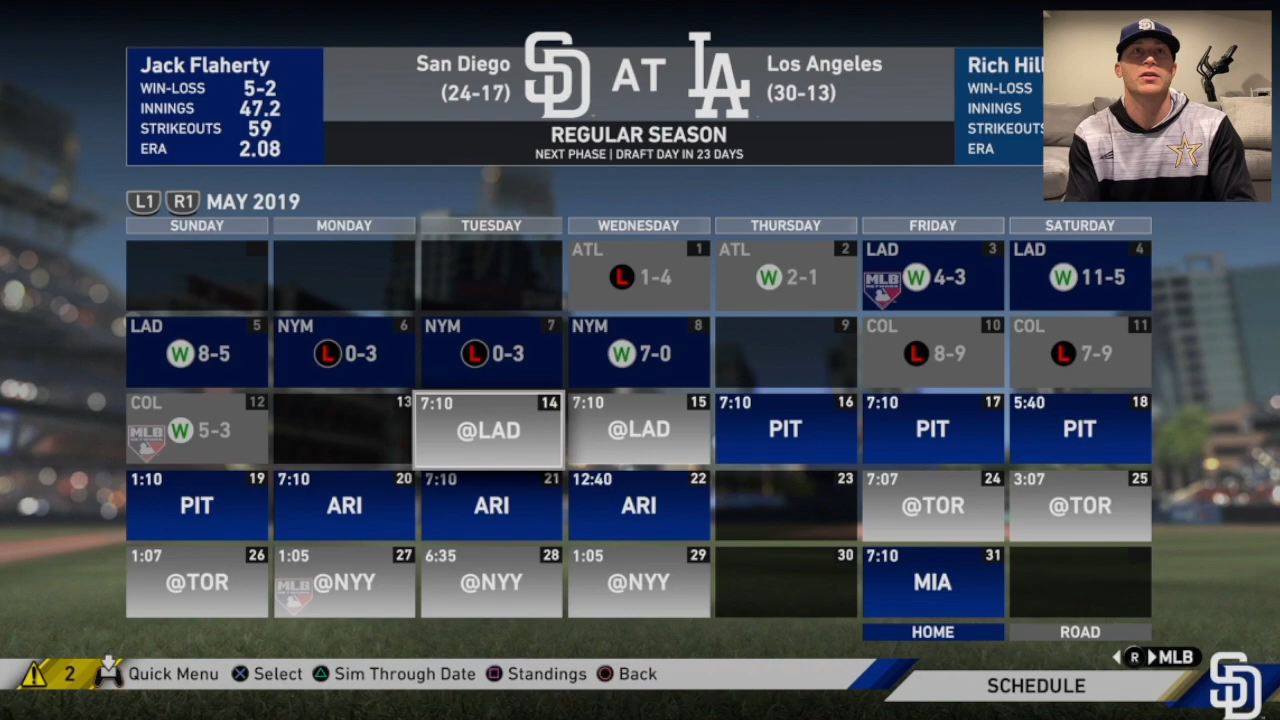 Jack Flaherty
WIN-LOSS 5-2
INNINGS 47.2
STRIKEOUTS 59
ERA 2.08
San Diego
(24-17)
SD AT LA
Los Angeles
(30-13)
REGULAR SEASON
NEXT PHASE | DRAFT DAY IN 23 DAYS
Rich Hill
WIN-LOSS
INNINGS
STRIKEOUTS
ERA
L1 R1 MAY 2019
SUNDAY MONDAY TUESDAY WEDNESDAY THURSDAY FRIDAY SATURDAY
ATL 1 ATL 2 LAD 3 LAD 4
L 1-4 W 2-1 MLB W 4-3 W 11-5
LAD 5 NYM 6 NYM 7 NYM 8 9 COL 10 COL 11
W 8-5 L 0-3 L 0-3 W 7-0 L 8-9 L 7-9
COL 12 13 7:10 14 7:10 15 7:10 16 7:10 17 5:40 18
MLB W 5-3 @LAD @LAD PIT PIT PIT
1:10 19 7:10 20 7:10 21 12:40 22 23 7:07 24 3:07 25
PIT ARI ARI ARI @TOR @TOR
1:07 26 1:05 27 6:35 28 1:05 29 30 7:10 31
@TOR MLB @NYY @NYY @NYY MIA
HOME ROAD
R MLB
2 Quick Menu Select Sim Through Date Standings Back
SCHEDULE
SD